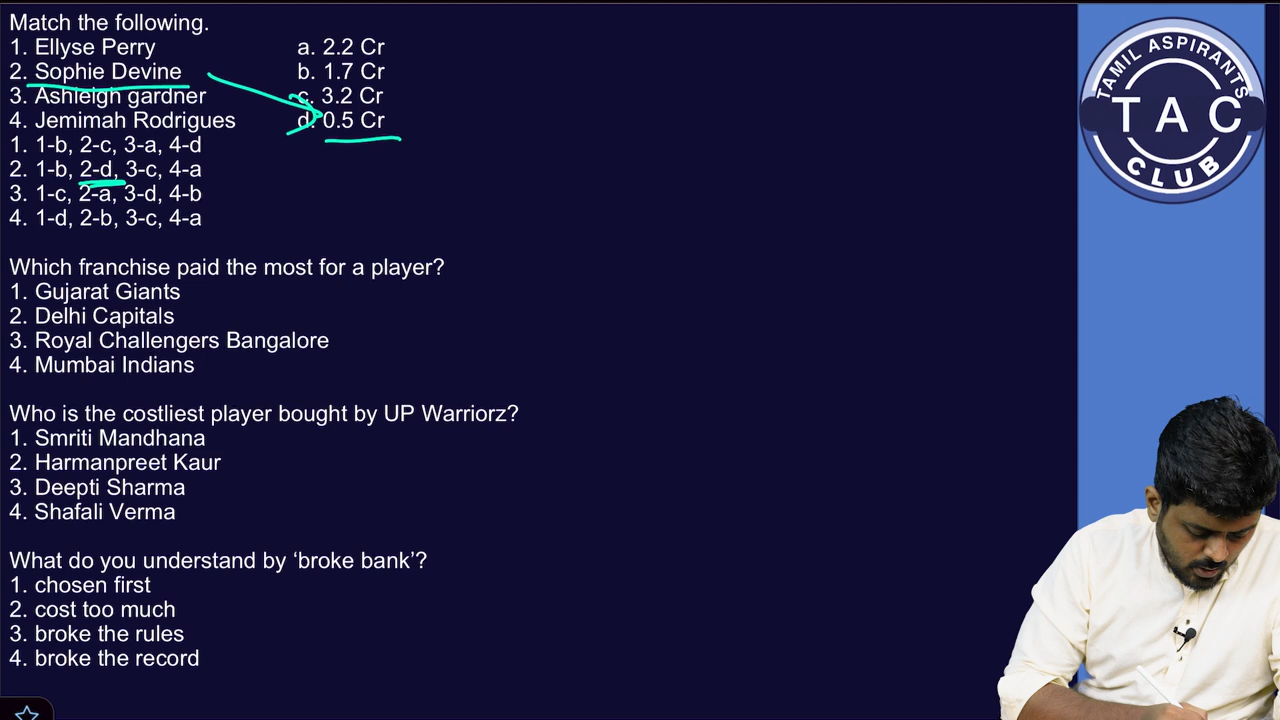 Match the following.
1. Ellyse Perry a. 2.2 Cr
2. Sophie Devine b. 1.7 Cr
3. Ashleigh gardner c. 3.2 Cr
4. Jemimah Rodrigues d. 0.5 Cr
1. 1-b, 2-c, 3-a, 4-d
2. 1-b, 2-d, 3-c, 4-a
3. 1-c, 2-a, 3-d, 4-b
4. 1-d, 2-b, 3-c, 4-a
Which franchise paid the most for a player?
1. Gujarat Giants
2. Delhi Capitals
3. Royal Challengers Bangalore
4. Mumbai Indians
Who is the costliest player bought by UP Warriorz?
1. Smriti Mandhana
2. Harmanpreet Kaur
3. Deepti Sharma
4. Shafali Verma
What do you understand by ‘broke bank’?
1. chosen first
2. cost too much
3. broke the rules
4. broke the record
TAMIL ASPIRANTS
TAC
CLUB